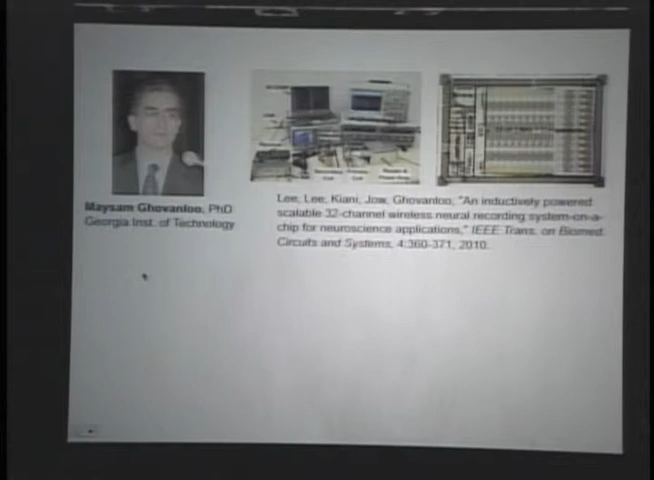 Maysam Ghovanloo, PhD
Georgia Inst. of Technology
Lee, Lee, Kiani, Jow, Ghovanloo, "An inductively powered
scalable 32-channel wireless neural recording system-on-a-
chip for neuroscience applications," IEEE Trans. on Biomed.
Circuits and Systems, 4:360-371, 2010.